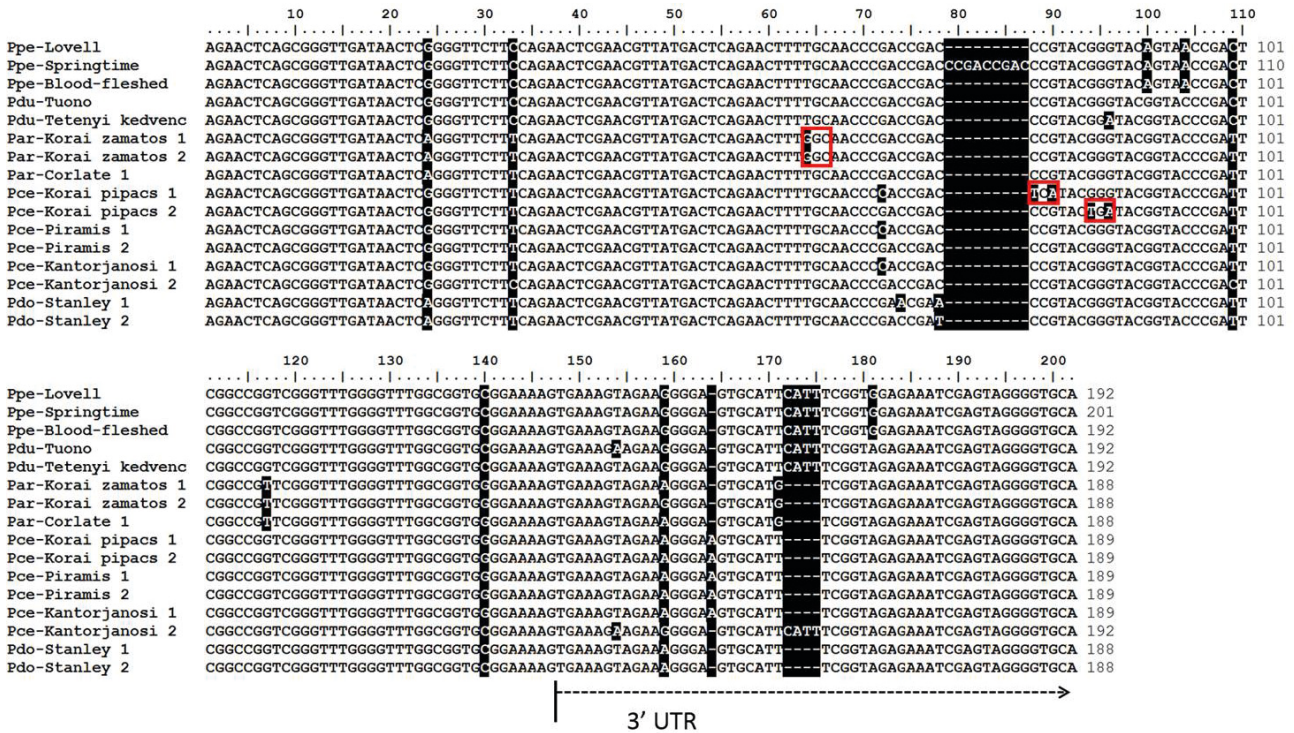 10 20 30 40 50 60 70 80 90 100 110
Ppe-Lovell AGAACTCAGCGGGTTGATAACTCGGGGTTCTTCCAGAACTCGAACGTTATGACTCAGAACTTTTGCAACCCGACCGAC---------CCGTACGGGTACAGTAACCGACT 101
Ppe-Springtime AGAACTCAGCGGGTTGATAACTCGGGGTTCTTCCAGAACTCGAACGTTATGACTCAGAACTTTTGCAACCCGACCGACCCGACCGACCCGTACGGGTACAGTAACCGACT 110
Ppe-Blood-fleshed AGAACTCAGCGGGTTGATAACTCGGGGTTCTTCCAGAACTCGAACGTTATGACTCAGAACTTTTGCAACCCGACCGAC---------CCGTACGGGTACAGTAACCGACT 101
Pdu-Tuono AGAACTCAGCGGGTTGATAACTCGGGGTTCTTCCAGAACTCGAACGTTATGACTCAGAACTTTTGCAACCCGACCGAC---------CCGTACGGGTACGGTACCCGACT 101
Pdu-Tetenyi kedvenc AGAACTCAGCGGGTTGATAACTCGGGGTTCTTCCAGAACTCGAACGTTATGACTCAGAACTTTTGCAACCCGACCGAC---------CCGTACGGATACGGTACCCGACT 101
Par-Korai zamatos 1 AGAACTCAGCGGGTTGATAACTCAGGGTTCTTTCAGAACTCGAACGTTATGACTCAGAACTTTGGCAACCCGACCGAC---------CCGTACGGGTACGGTACCCGATT 101
Par-Korai zamatos 2 AGAACTCAGCGGGTTGATAACTCAGGGTTCTTTCAGAACTCGAACGTTATGACTCAGAACTTTGGCAACCCGACCGAC---------CCGTACGGGTACGGTACCCGATT 101
Par-Corlate 1 AGAACTCAGCGGGTTGATAACTCAGGGTTCTTTCAGAACTCGAACGTTATGACTCAGAACTTTTGCAACCCGACCGAC---------CCGTACGGGTACGGTACCCGATT 101
Pce-Korai pipacs 1 AGAACTCAGCGGGTTGATAACTCGGGGTTCTTTCAGAACTCGAACGTTATGACTCAGAACTTTTGCAACCCCACCGAC---------TCATACGGGTACGGTACCCGATT 101
Pce-Korai pipacs 2 AGAACTCAGCGGGTTGATAACTCAGGGTTCTTTCAGAACTCGAACGTTATGACTCAGAACTTTTGCAACCCGACCGAC---------CCGTACTGATACGGTACCCGATT 101
Pce-Piramis 1 AGAACTCAGCGGGTTGATAACTCGGGGTTCTTTCAGAACTCGAACGTTATGACTCAGAACTTTTGCAACCCCACCGAC---------CCGTACGGGTACGGTACCCGATT 101
Pce-Piramis 2 AGAACTCAGCGGGTTGATAACTCAGGGTTCTTTCAGAACTCGAACGTTATGACTCAGAACTTTTGCAACCCGACCGAC---------CCGTACGGGTACGGTACCCGATT 101
Pce-Kantorjanosi 1 AGAACTCAGCGGGTTGATAACTCGGGGTTCTTTCAGAACTCGAACGTTATGACTCAGAACTTTTGCAACCCCACCGAC---------CCGTACGGGTACGGTACCCGATT 101
Pce-Kantorjanosi 2 AGAACTCAGCGGGTTGATAACTCGGGGTTCTTCCAGAACTCGAACGTTATGACTCAGAACTTTTGCAACCCGACCGAC---------CCGTACGGGTACGGTACCCGACT 101
Pdo-Stanley 1 AGAACTCAGCGGGTTGATAACTCAGGGTTCTTTCAGAACTCGAACGTTATGACTCAGAACTTTTGCAACCCGAACGAA---------CCGTACGGGTACGGTACCCGATT 101
Pdo-Stanley 2 AGAACTCAGCGGGTTGATAACTCAGGGTTCTTTCAGAACTCGAACGTTATGACTCAGAACTTTTGCAACCCGACCGAT---------CCGTACGGGTACGGTACCCGATT 101
120 130 140 150 160 170 180 190 200
Ppe-Lovell CGGCCGGTCGGGTTTGGGGTTTGGCGGTGCGGAAAAGTGAAAGTAGAAGGGGA-GTGCATTCATTTCGGTGGAGAAATCGAGTAGGGGTGCA 192
Ppe-Springtime CGGCCGGTCGGGTTTGGGGTTTGGCGGTGCGGAAAAGTGAAAGTAGAAGGGGA-GTGCATTCATTTCGGTGGAGAAATCGAGTAGGGGTGCA 201
Ppe-Blood-fleshed CGGCCGGTCGGGTTTGGGGTTTGGCGGTGCGGAAAAGTGAAAGTAGAAGGGGA-GTGCATTCATTTCGGTGGAGAAATCGAGTAGGGGTGCA 192
Pdu-Tuono CGGCCGGTCGGGTTTGGGGTTTGGCGGTGCGGAAAAGTGAAAGAAGAAGGGGA-GTGCATTCATTTCGGTAGAGAAATCGAGTAGGGGTGCA 192
Pdu-Tetenyi kedvenc CGGCCGGTCGGGTTTGGGGTTTGGCGGTGCGGAAAAGTGAAAGTAGAAGGGGA-GTGCATTCATTTCGGTAGAGAAATCGAGTAGGGGTGCA 192
Par-Korai zamatos 1 CGGCCGTTCGGGTTTGGGGTTTGGCGGTGGGGAAAAGTGAAAGTAGAAAGGGA-GTGCATG----TCGGTAGAGAAATCGAGTAGGGGTGCA 188
Par-Korai zamatos 2 CGGCCGTTCGGGTTTGGGGTTTGGCGGTGGGGAAAAGTGAAAGTAGAAGGGGA-GTGCATG----TCGGTAGAGAAATCGAGTAGGGGTGCA 188
Par-Corlate 1 CGGCCGTTCGGGTTTGGGGTTTGGCGGTGGGGAAAAGTGAAAGTAGAAAGGGA-GTGCATG----TCGGTAGAGAAATCGAGTAGGGGTGCA 188
Pce-Korai pipacs 1 CGGCCGGTCGGGTTTGGGGTTTGGCGGTGGGGAAAAGTGAAAGTAGAAAGGGAAGTGCATT----TCGGTAGAGAAATCGAGTAGGGGTGCA 189
Pce-Korai pipacs 2 CGGCCGGTCGGGTTTGGGGTTTGGCGGTGGGGAAAAGTGAAAGTAGAAAGGGAAGTGCATT----TCGGTAGAGAAATCGAGTAGGGGTGCA 189
Pce-Piramis 1 CGGCCGGTCGGGTTTGGGGTTTGGCGGTGGGGAAAAGTGAAAGTAGAAAGGGAAGTGCATT----TCGGTAGAGAAATCGAGTAGGGGTGCA 189
Pce-Piramis 2 CGGCCGGTCGGGTTTGGGGTTTGGCGGTGGGGAAAAGTGAAAGTAGAAAGGGAAGTGCATT----TCGGTAGAGAAATCGAGTAGGGGTGCA 189
Pce-Kantorjanosi 1 CGGCCGGTCGGGTTTGGGGTTTGGCGGTGGGGAAAAGTGAAAGTAGAAAGGGAAGTGCATT----TCGGTAGAGAAATCGAGTAGGGGTGCA 189
Pce-Kantorjanosi 2 CGGCCGGTCGGGTTTGGGGTTTGGCGGTGCGGAAAAGTGAAAGAAGAAGGGGA-GTGCATTCATTTCGGTAGAGAAATCGAGTAGGGGTGCA 192
Pdo-Stanley 1 CGGCCGGTCGGGTTTGGGGTTTGGCGGTGGGGAAAAGTGAAAGTAGAAAGGGA-GTGCATT----TCGGTAGAGAAATCGAGTAGGGGTGCA 188
Pdo-Stanley 2 CGGCCGGTCGGGTTTGGGGTTTGGCGGTGCGGAAAAGTGAAAGTAGAAAGGGA-GTGCATT----TCGGTAGAGAAATCGAGTAGGGGTGCA 188
3’ UTR